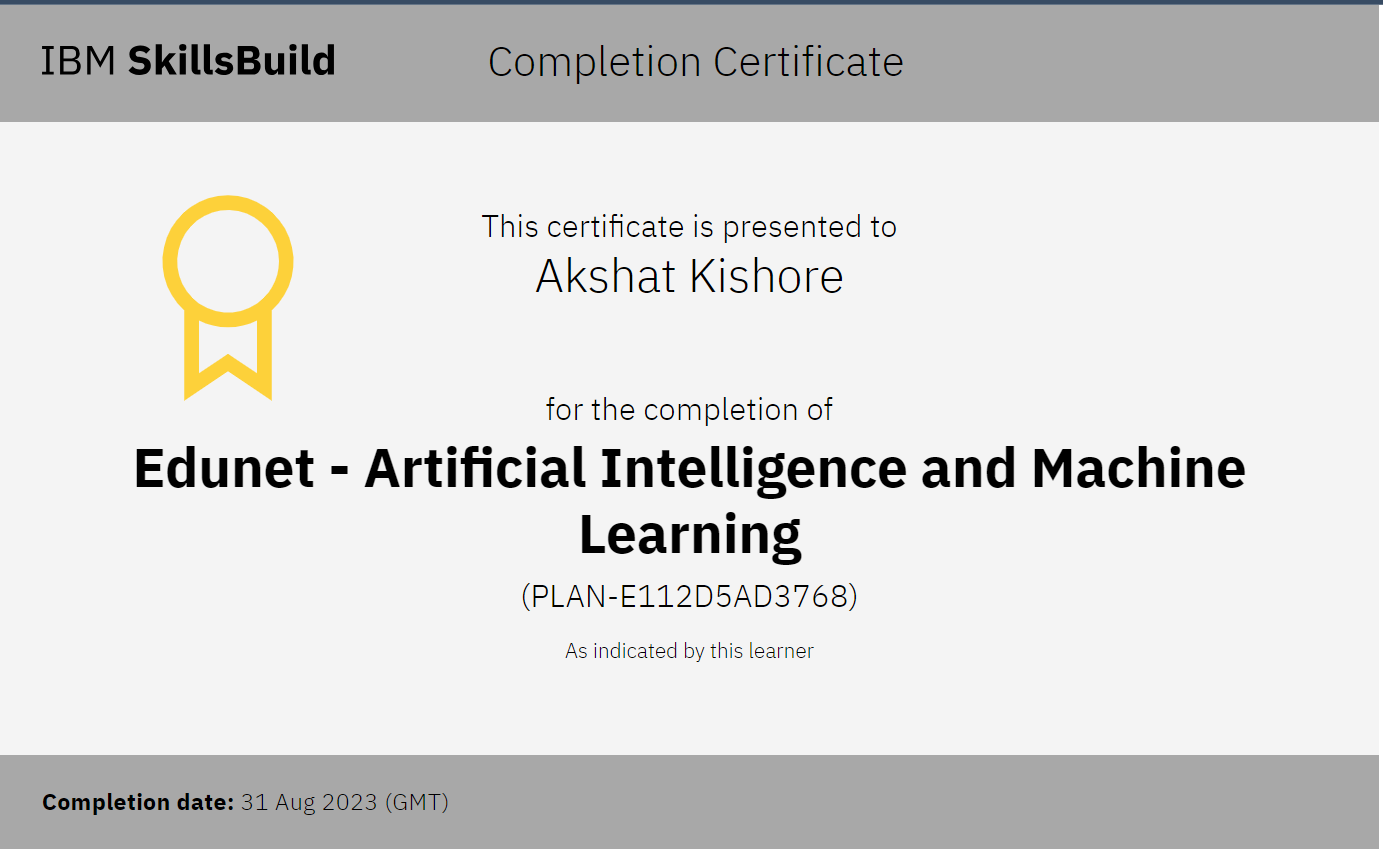 IBM SkillsBuild
Completion Certificate
This certificate is presented to
Akshat Kishore
for the completion of
Edunet - Artificial Intelligence and Machine
Learning
(PLAN-E112D5AD3768)
As indicated by this learner
Completion date: 31 Aug 2023 (GMT)